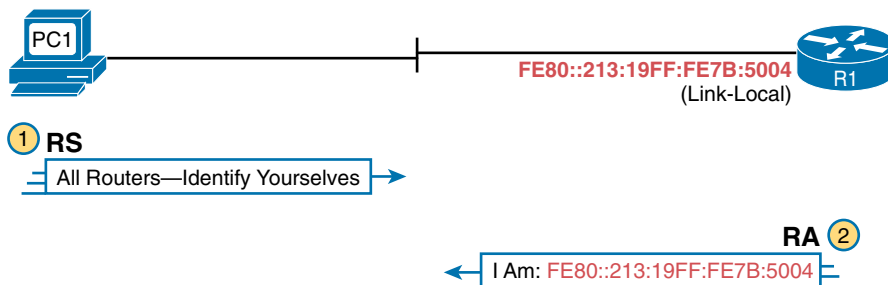 PC1
FE80::213:19FF:FE7B:5004
(Link-Local)
R1
1 RS
All Routers—Identify Yourselves
RA 2
I Am: FE80::213:19FF:FE7B:5004